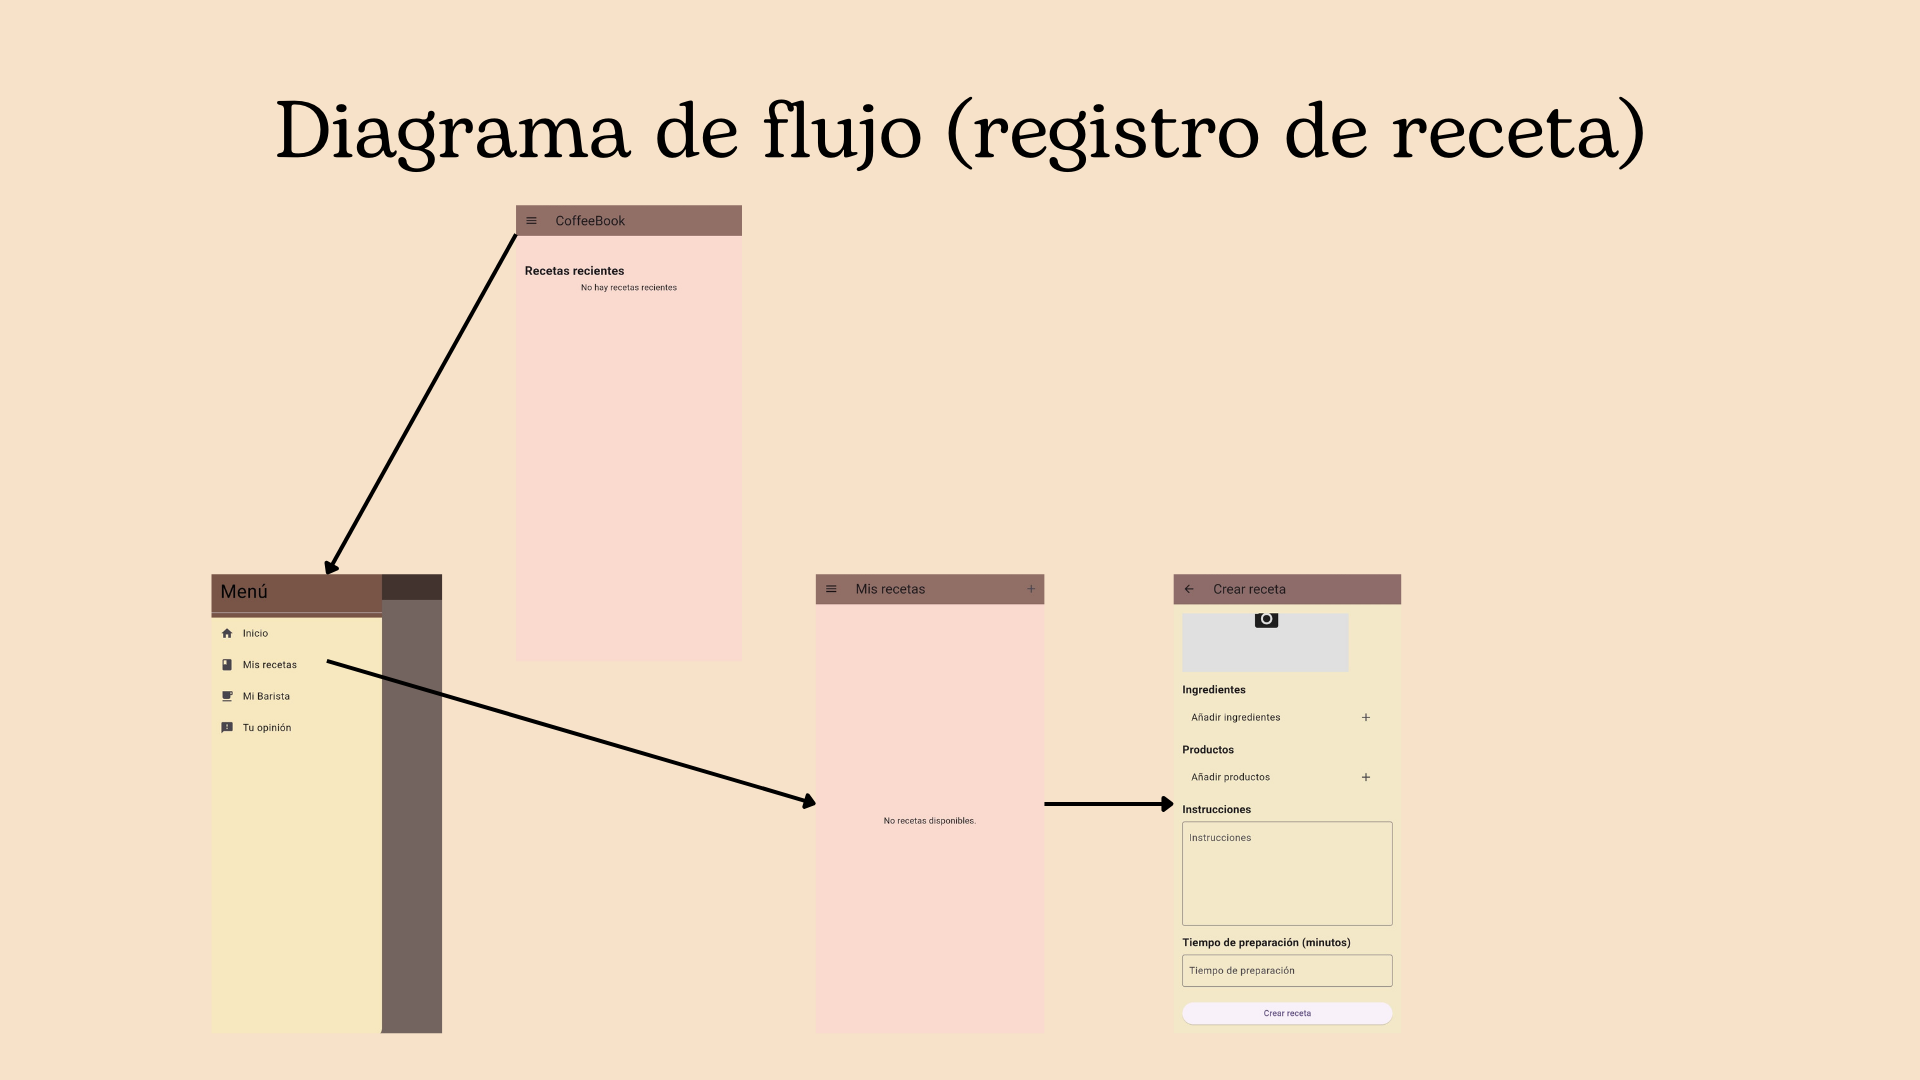 Diagrama de flujo (registro de receta)
CoffeeBook
Recetas recientes
No hay recetas recientes
Menú
Inicio
Mis recetas
Mi Barista
Tu opinión
Mis recetas +
No recetas disponibles.
Crear receta
Ingredientes
Añadir ingredientes +
Productos
Añadir productos +
Instrucciones
Instrucciones
Tiempo de preparación (minutos)
Tiempo de preparación
Crear receta